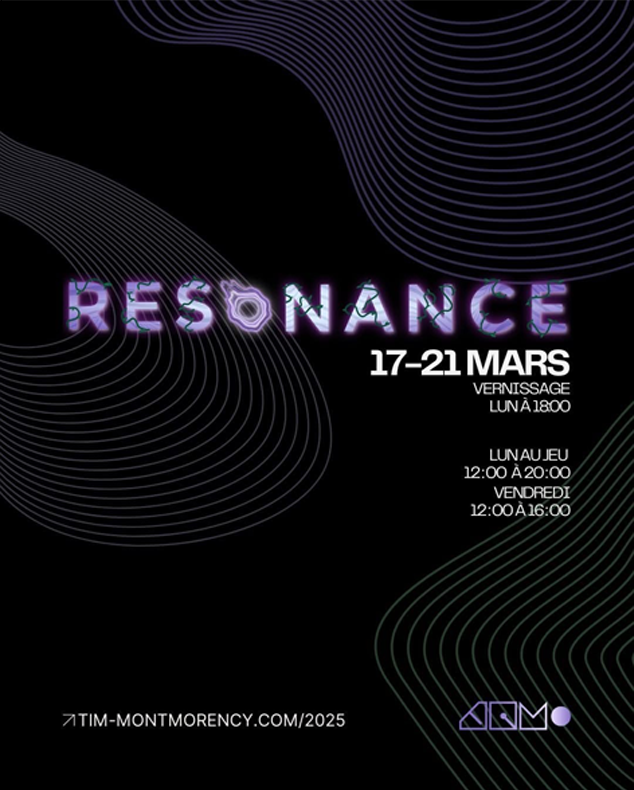 RESONANCE
17–21 MARS
VERNISSAGE
LUN À 18:00
LUN AU JEU
12:00 À 20:00
VENDREDI
12:00 À 16:00
TIM-MONTMORENCY.COM/2025